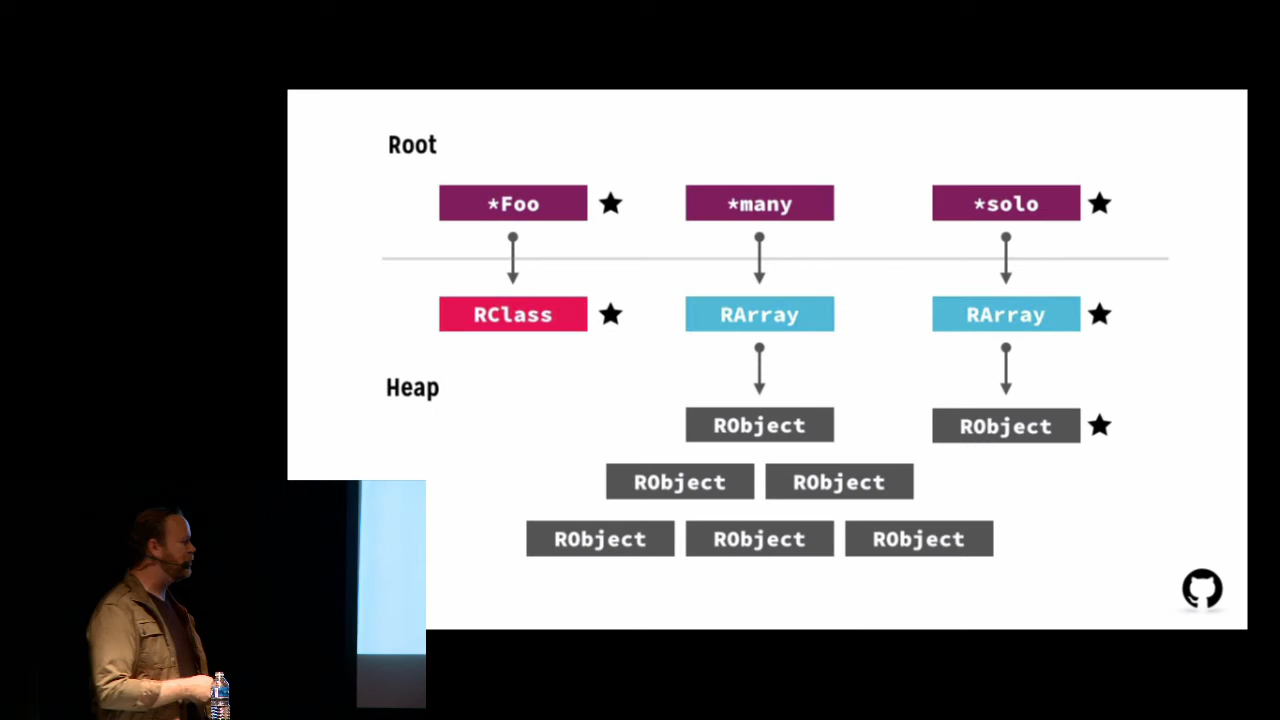 Root
*Foo ★ *many *solo ★
RClass ★ RArray RArray ★
Heap
RObject RObject ★
RObject RObject
RObject RObject RObject